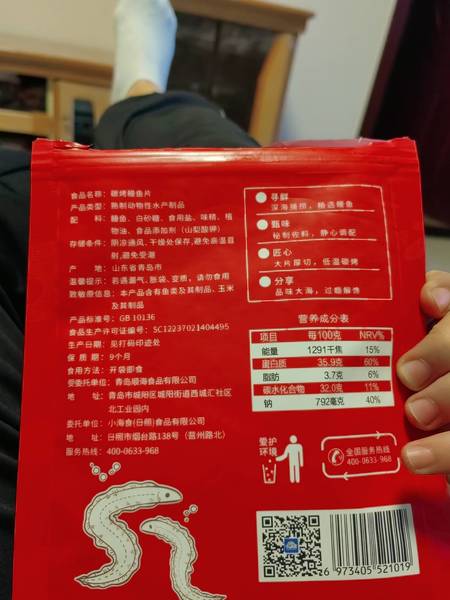 食品名称：碳烤鳗鱼片
产品类型：熟制动物性水产制品
配　　料：鳗鱼、白砂糖、食用盐、味精、植
物油、食品添加剂（山梨酸钾）
存储条件：阴凉通风、干燥处保存，避免高温直
射，避免受潮
产　　地：山东省青岛市
温馨提示：若遇漏气、胀袋、变质，请勿食用
致敏原信息：本产品含有鱼类及其制品、玉米
及其制品
产品标准号：GB 10136
食品生产许可证编号：SC12237021404495
生产日期：见打码印迹处
保 质 期：9个月
食用方法：开袋即食
受委托单位：青岛顺海食品有限公司
地　　址：青岛市城阳区城阳街道西城汇社区
北工业园内
委托单位：小海食（日照）食品有限公司
地　　址：日照市烟台路138号（晋州路北）
服务热线：400-0633-968
寻鲜
深海捕捞，精选鳗鱼
甄味
秘制佐料，静心调配
匠心
大片厚切，低温碳烤
分享
品味大海，过瘾解馋
营养成分表
项目　每100克　NRV%
能量　1291千焦　15%
蛋白质　35.9克　60%
脂肪　3.7克　6%
碳水化合物　32.0克　11%
钠　792毫克　40%
爱护
环境
全国服务热线
400-0633-968
6 973405 521019